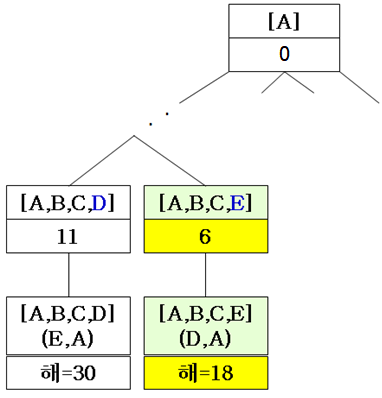 [A]
0
[A,B,C,D]
11
[A,B,C,E]
6
[A,B,C,D]
(E,A)
해=30
[A,B,C,E]
(D,A)
해=18